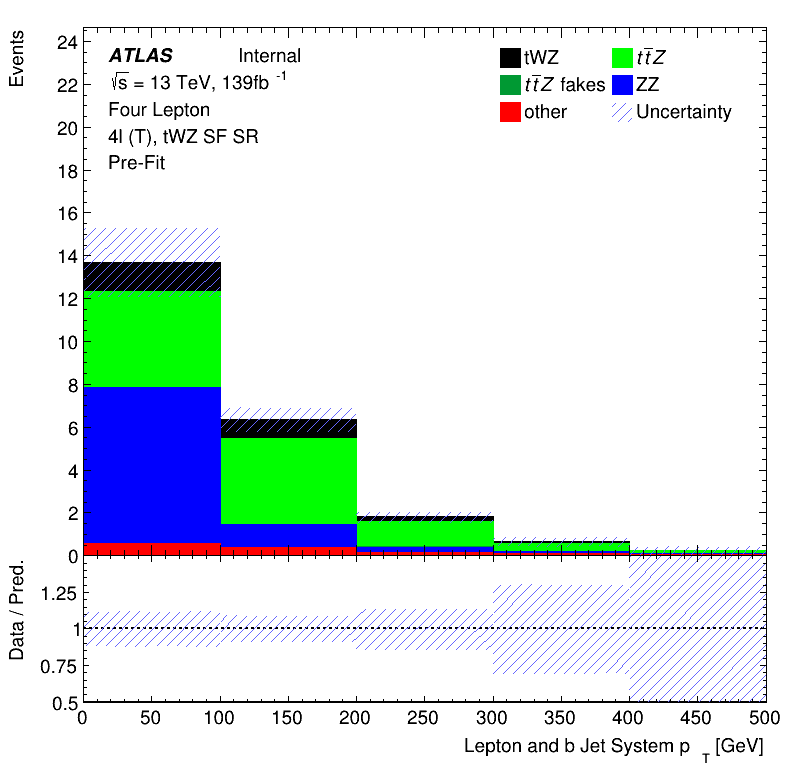 Events
24
22
20
18
16
14
12
10
8
6
4
2
0
ATLAS Internal
√s = 13 TeV, 139fb -1
Four Lepton
4l (T), tWZ SF SR
Pre-Fit
tWZ tt̄Z
tt̄Z fakes ZZ
other Uncertainty
Data / Pred.
1.25
1
0.75
0.5
0 50 100 150 200 250 300 350 400 450 500
Lepton and b Jet System p T [GeV]